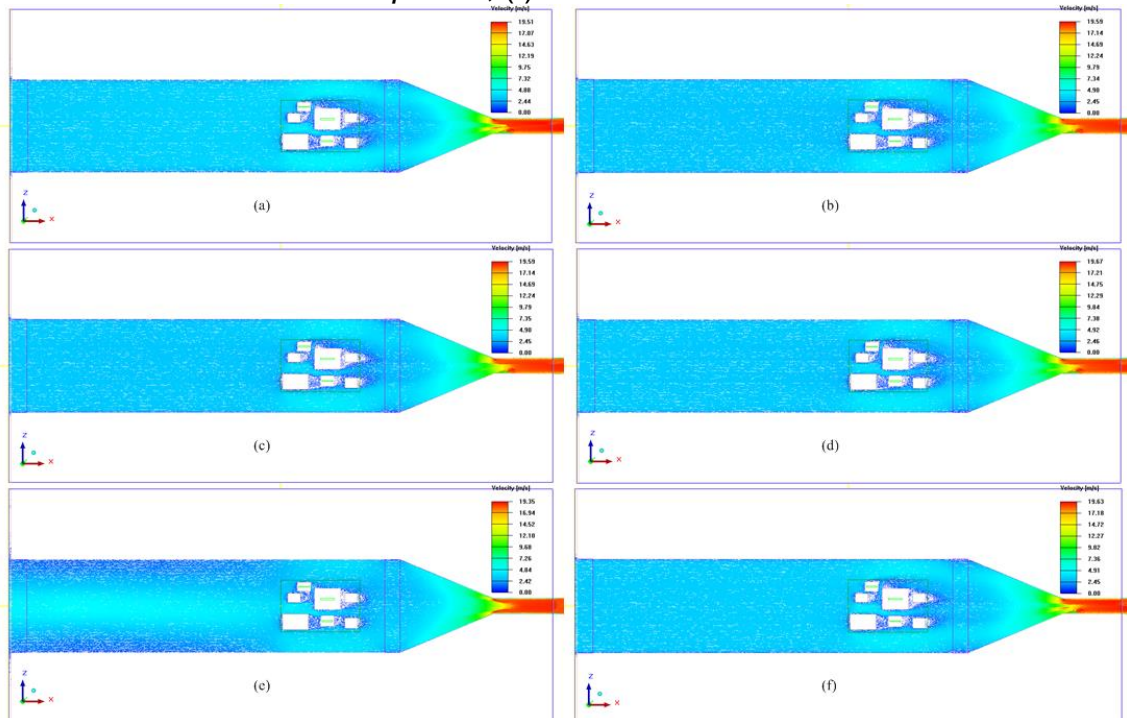 Velocity [m/s]
19.51
17.07
14.63
12.19
9.75
7.32
4.88
2.44
0.00
Z
X
(a)
Velocity [m/s]
19.59
17.14
14.69
12.24
9.79
7.34
4.90
2.45
0.00
Z
X
(b)
Velocity [m/s]
19.59
17.14
14.69
12.24
9.79
7.35
4.90
2.45
0.00
Z
X
(c)
Velocity [m/s]
19.67
17.21
14.75
12.29
9.84
7.38
4.92
2.46
0.00
Z
X
(d)
Velocity [m/s]
19.35
16.94
14.52
12.10
9.68
7.26
4.84
2.42
0.00
Z
X
(e)
Velocity [m/s]
19.63
17.18
14.72
12.27
9.82
7.36
4.91
2.45
0.00
Z
X
(f)